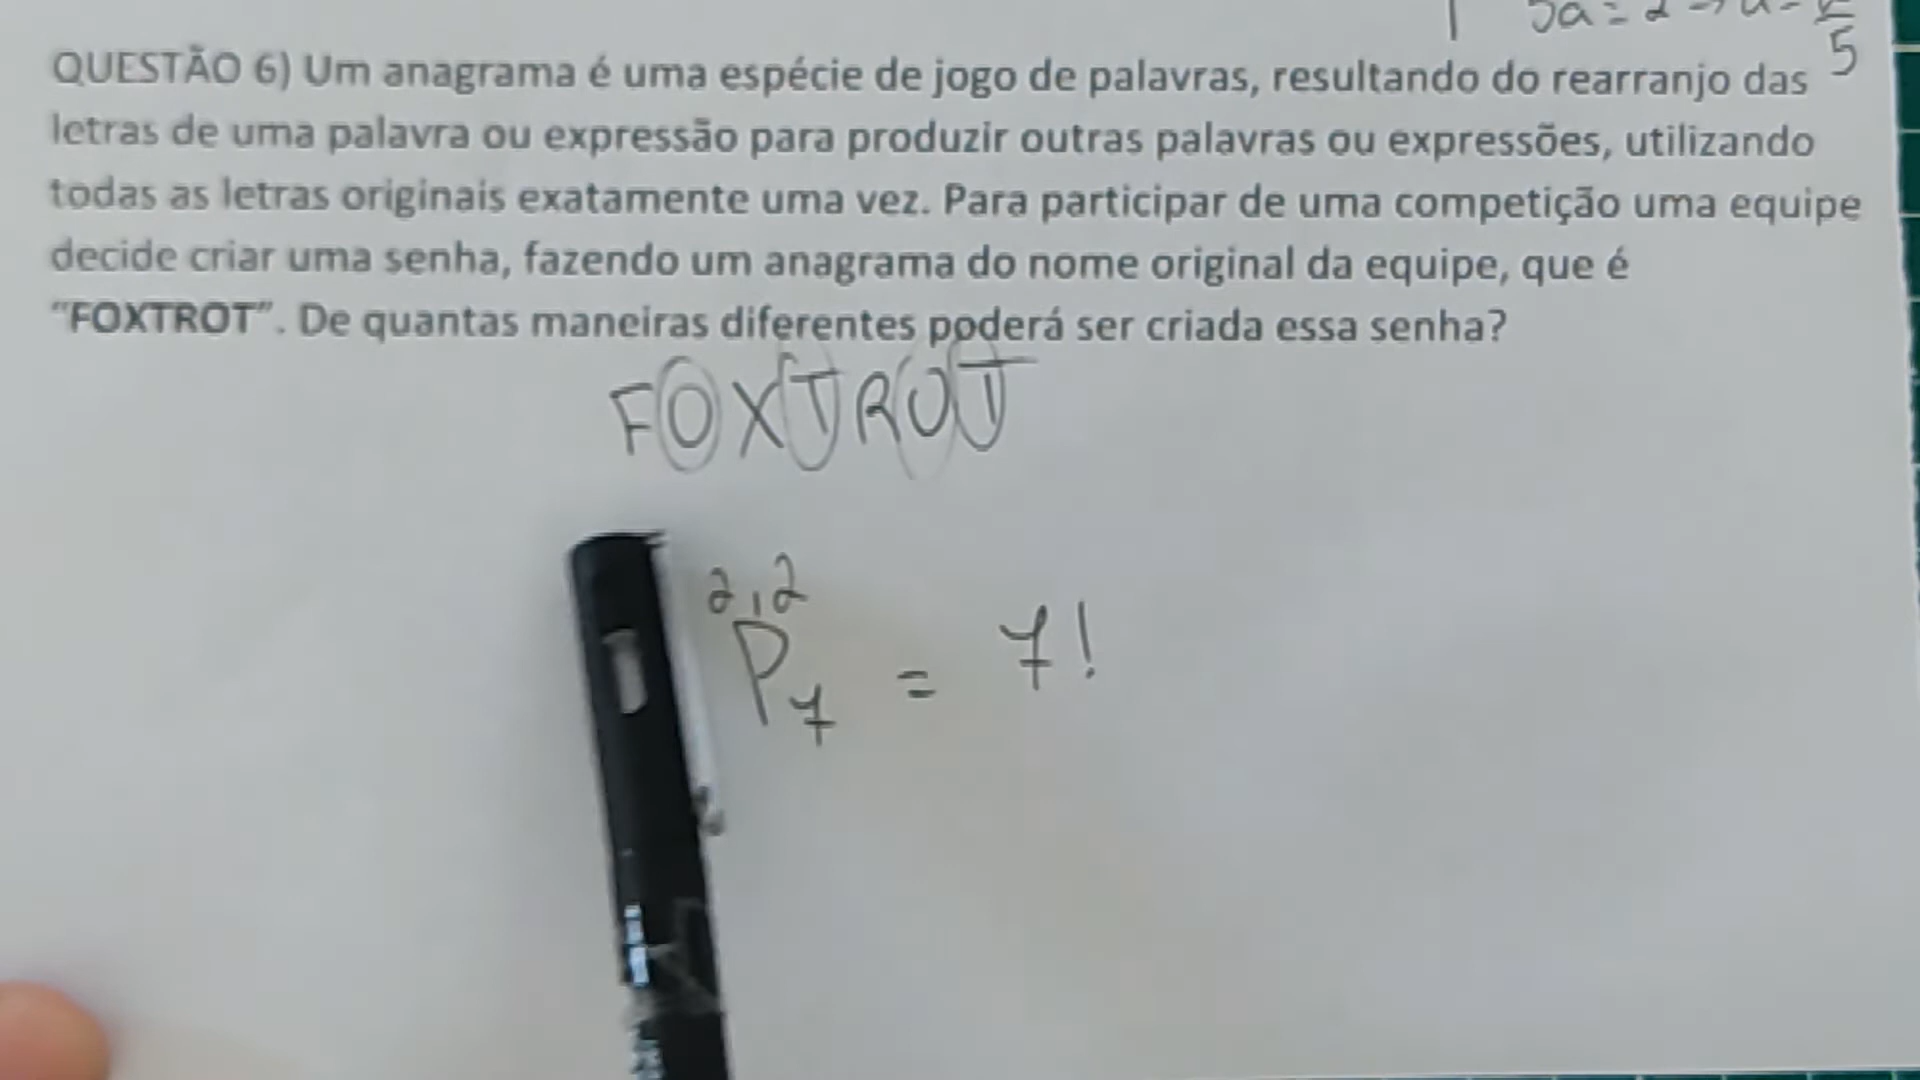 5a = 2 →
5
QUESTÃO 6) Um anagrama é uma espécie de jogo de palavras, resultando do rearranjo das
letras de uma palavra ou expressão para produzir outras palavras ou expressões, utilizando
todas as letras originais exatamente uma vez. Para participar de uma competição uma equipe
decide criar uma senha, fazendo um anagrama do nome original da equipe, que é
“FOXTROT”. De quantas maneiras diferentes poderá ser criada essa senha?
FOXTROT
2,2
P7 = 7!